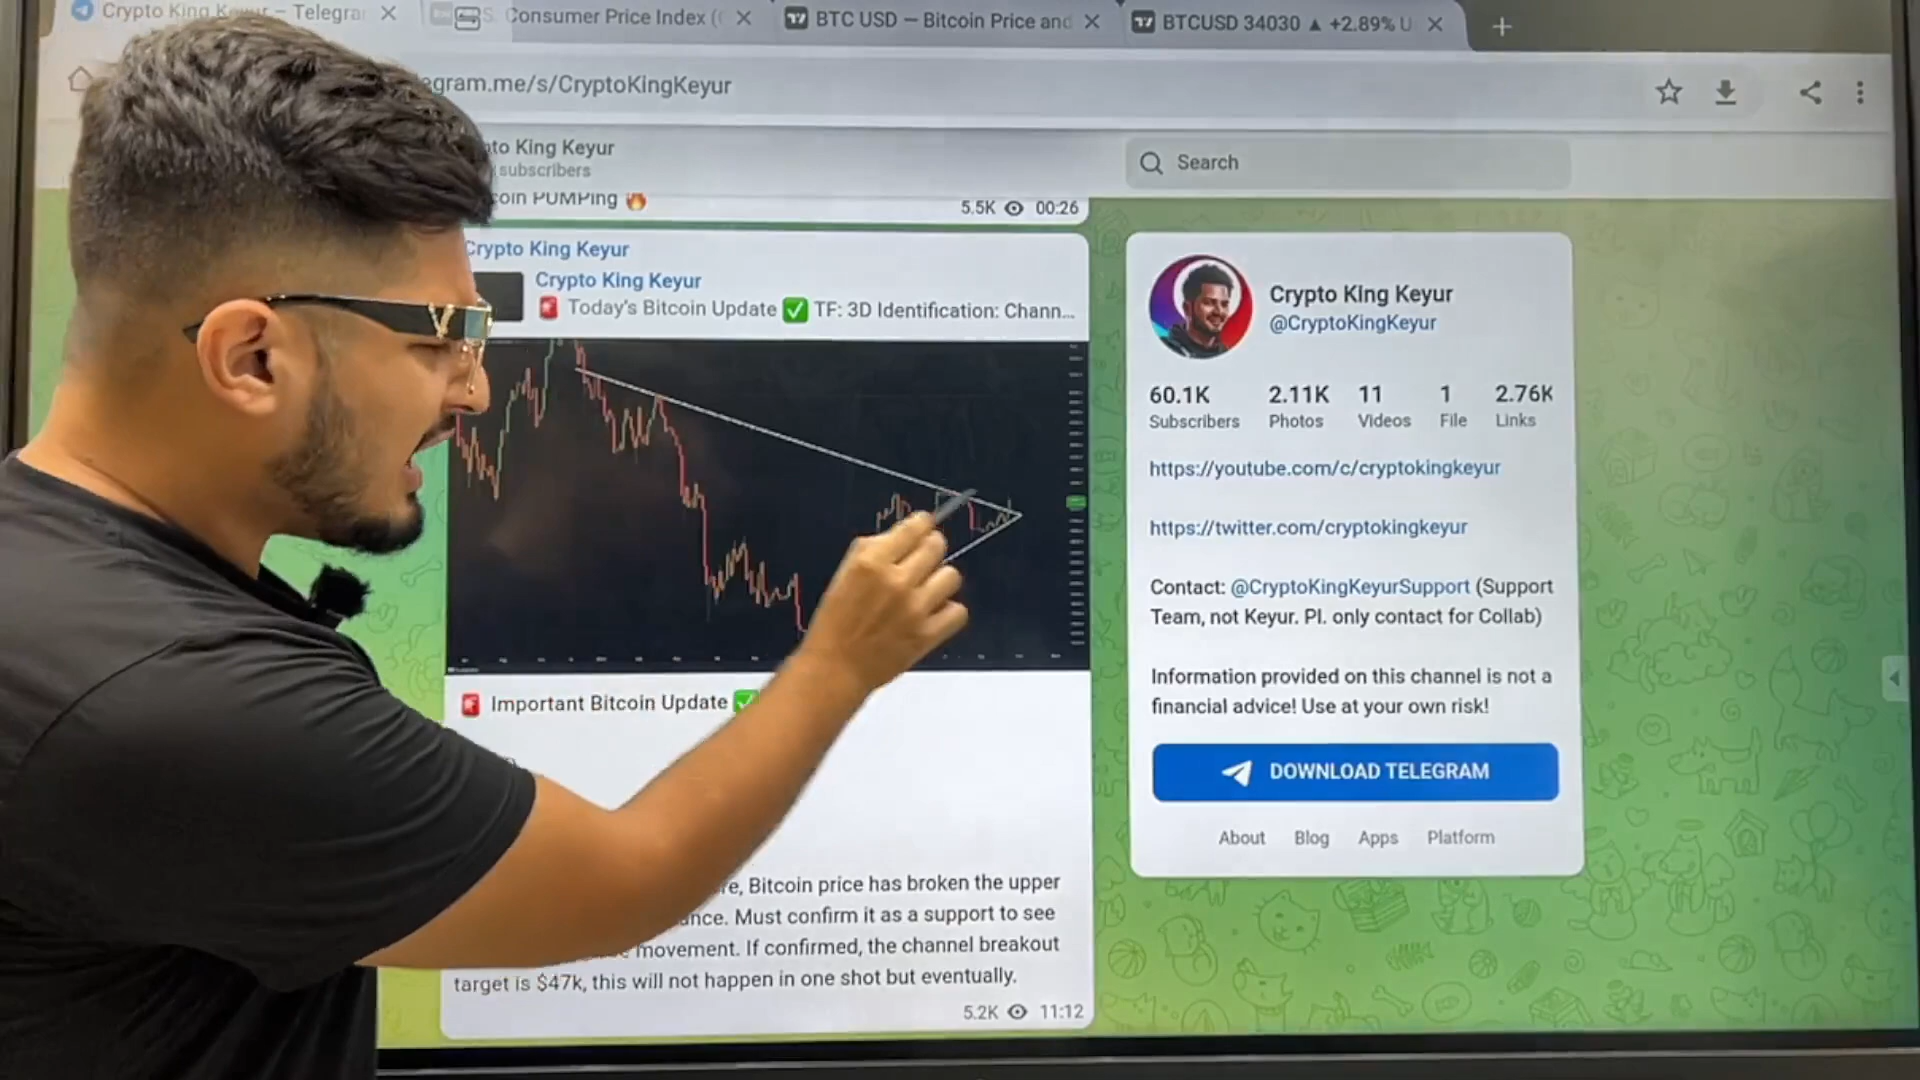 Crypto King Keyur – Telegra
Consumer Price Index (
BTC USD – Bitcoin Price and
BTCUSD 34030 ▲ +2.89% U
egram.me/s/CryptoKingKeyur
pto King Keyur
subscribers
Search
coin PUMPing 🔥
5.5K 00:26
Crypto King Keyur
Crypto King Keyur
🚨 Today's Bitcoin Update ✅ TF: 3D Identification: Chann...
🚨 Important Bitcoin Update ✅
re, Bitcoin price has broken the upper
ance. Must confirm it as a support to see
movement. If confirmed, the channel breakout
target is $47k, this will not happen in one shot but eventually.
5.2K 11:12
Crypto King Keyur
@CryptoKingKeyur
60.1K 2.11K 11 1 2.76K
Subscribers Photos Videos File Links
https://youtube.com/c/cryptokingkeyur
https://twitter.com/cryptokingkeyur
Contact: @CryptoKingKeyurSupport (Support
Team, not Keyur. Pl. only contact for Collab)
Information provided on this channel is not a
financial advice! Use at your own risk!
DOWNLOAD TELEGRAM
About Blog Apps Platform